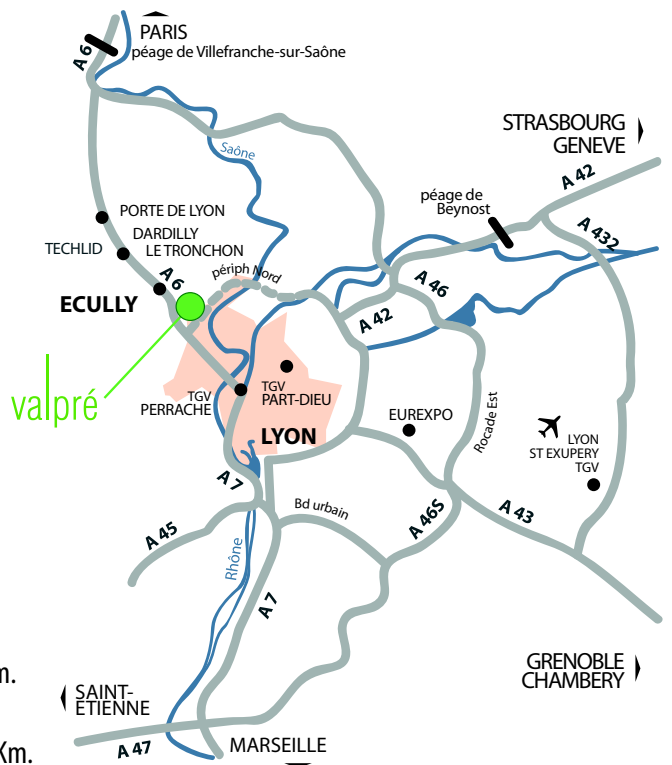 PARIS
péage de Villefranche-sur-Saône
A 6
Saône
STRASBOURG
GENEVE
A 42
péage de
Beynost
A 432
PORTE DE LYON
DARDILLY
LE TRONCHON
TECHLID
A 6
périph Nord
A 46
ECULLY
A 42
valpré
TGV
PERRACHE
TGV
PART-DIEU
LYON
EUREXPO
Rocade Est
LYON
ST EXUPERY
TGV
A 7
Bd urbain
A 46S
A 43
A 45
Rhône
A 7
m.
SAINT-
ETIENNE
GRENOBLE
CHAMBERY
Km.
A 47
MARSEILLE